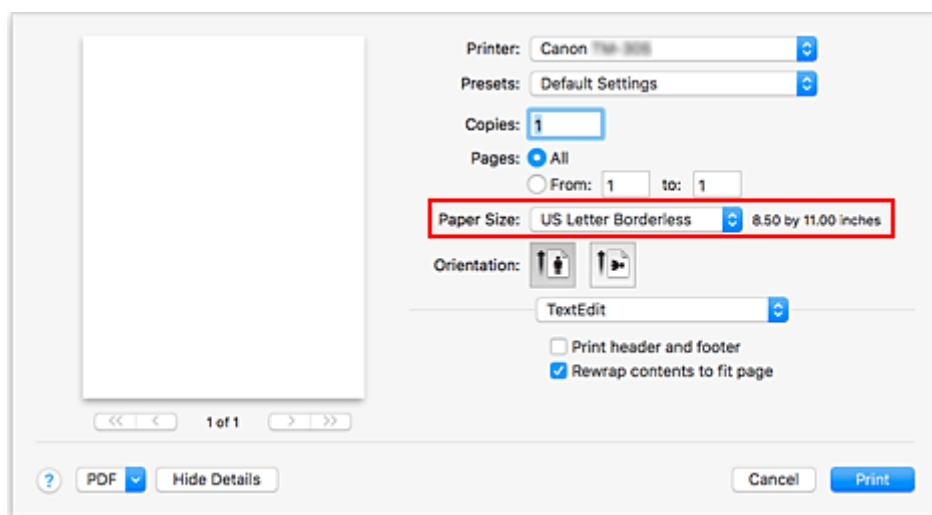 Printer: Canon
Presets: Default Settings
Copies: 1
Pages: All
From: 1 to: 1
Paper Size: US Letter Borderless 8.50 by 11.00 inches
Orientation:
TextEdit
Print header and footer
Rewrap contents to fit page
<< < 1 of 1 > >>
? PDF Hide Details Cancel Print